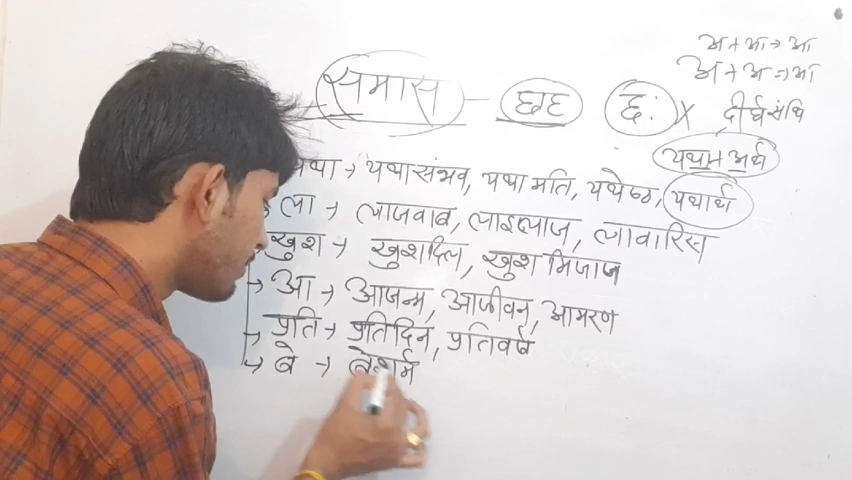 अ + आ → आ
अ + अ → आ
समास – छह छः × दीर्घ संधि
यथा + अर्थ
यथा → यथासंभव, यथामति, यथेष्ठ, यथार्थ
→ ला → लाजवाब, लाइलाज, लावारिस
खुश → खुशदिल, खुशमिजाज
→ आ → आजन्म, आजीवन, आमरण
→ प्रति → प्रतिदिन, प्रतिवर्ष
→ बे → बेशर्म